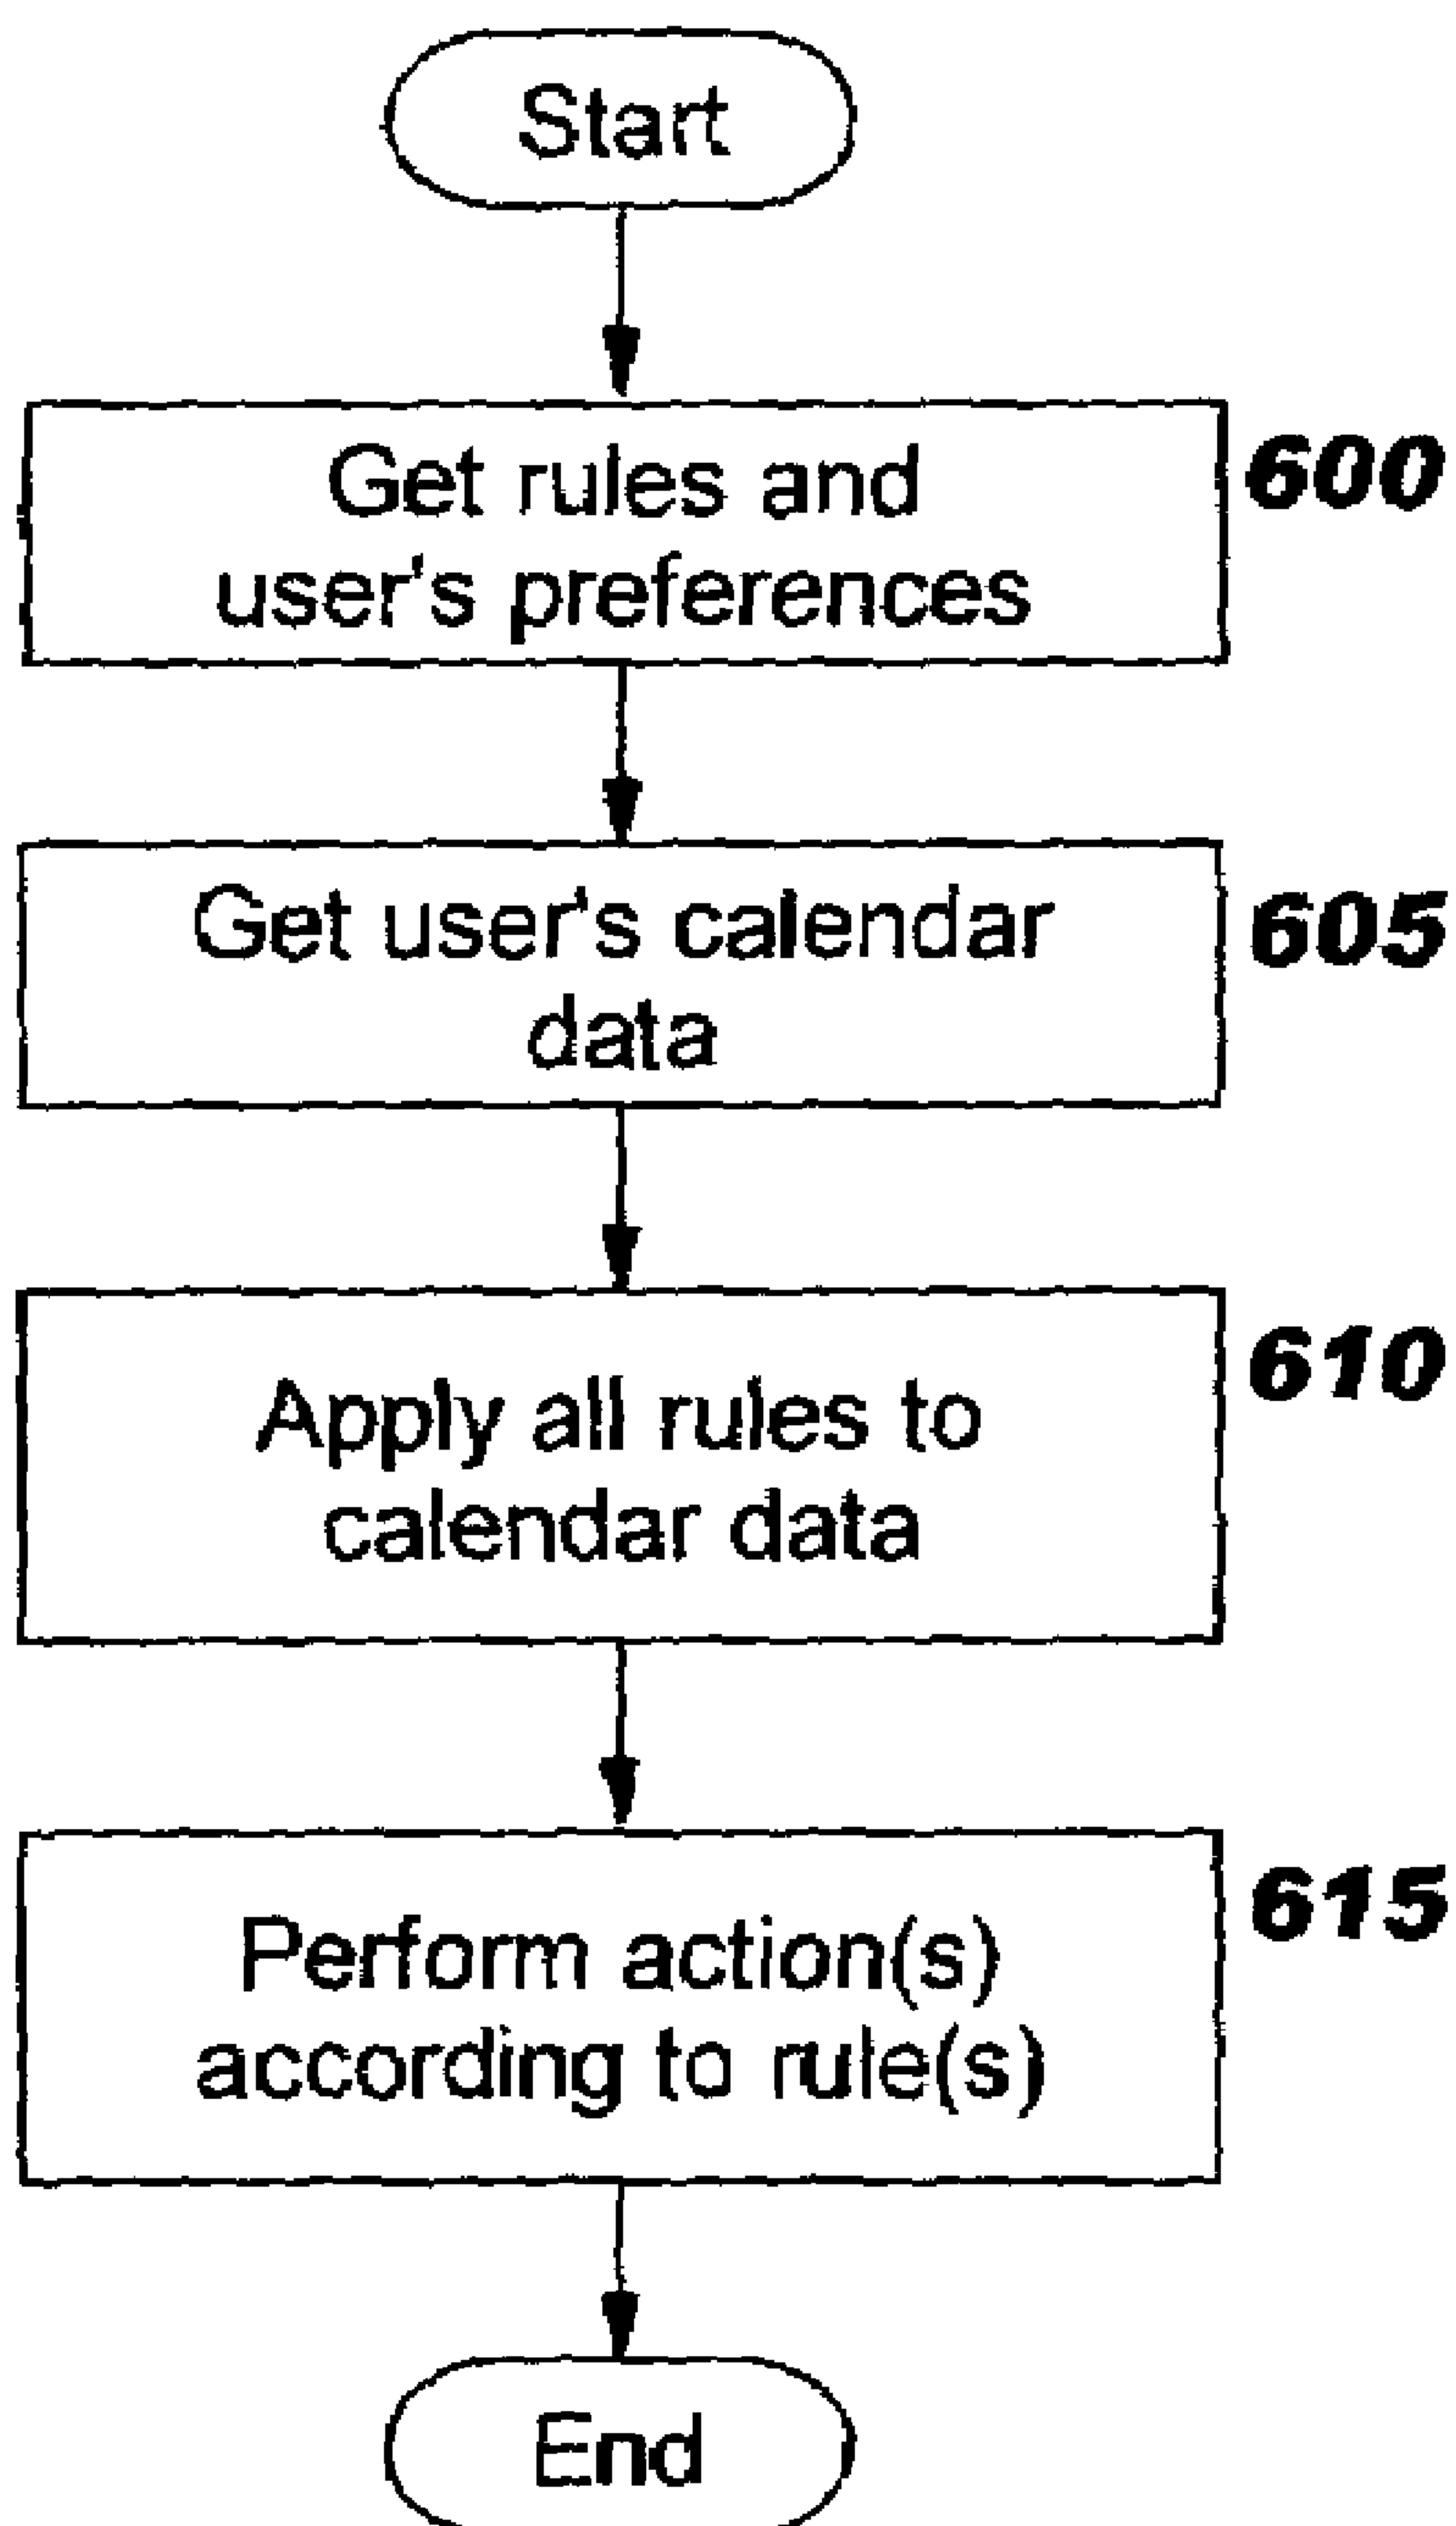 Start
Get rules and
user's preferences
600
Get user's calendar
data
605
Apply all rules to
calendar data
610
Perform action(s)
according to rule(s)
615
End